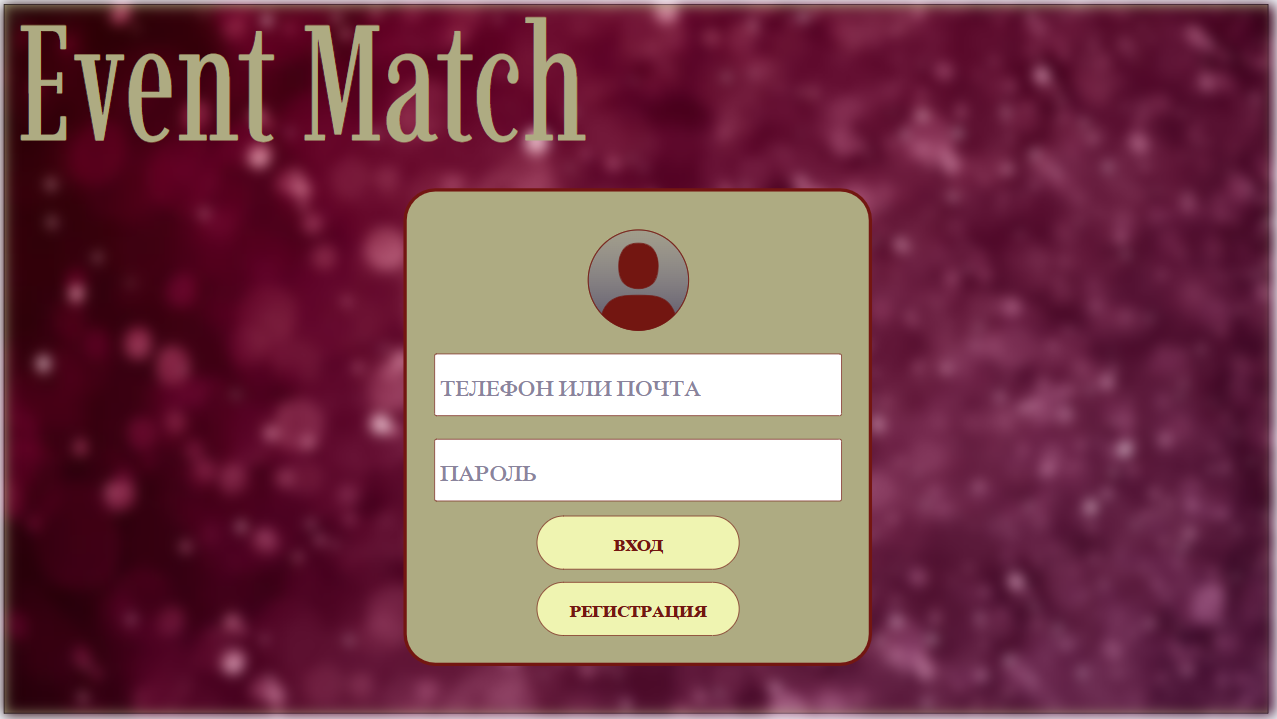 Event Match
ТЕЛЕФОН ИЛИ ПОЧТА
ПАРОЛЬ
ВХОД
РЕГИСТРАЦИЯ